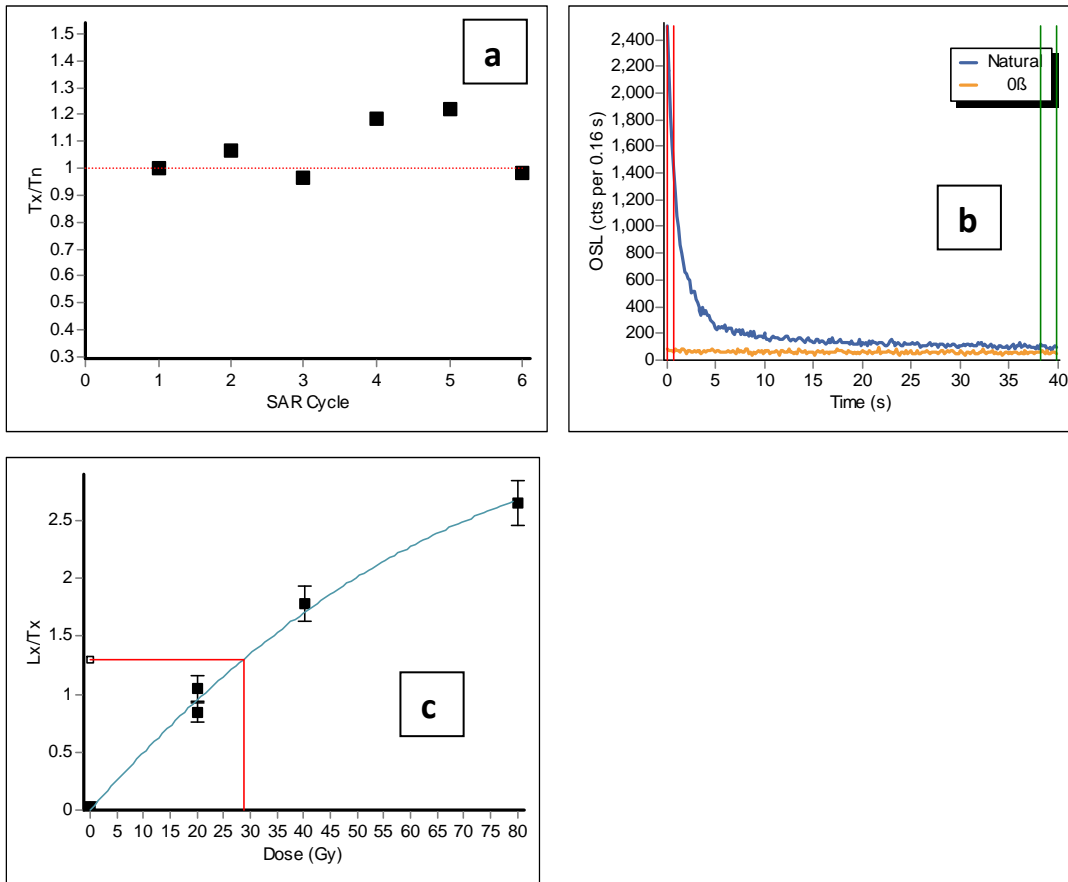 a
Tx/Tn
1.5
1.4
1.3
1.2
1.1
1
0.9
0.8
0.7
0.6
0.5
0.4
0.3
0 1 2 3 4 5 6
SAR Cycle
b
OSL (cts per 0.16 s)
2,400
2,200
2,000
1,800
1,600
1,400
1,200
1,000
800
600
400
200
0
Natural
0ß
0 5 10 15 20 25 30 35 40
Time (s)
c
Lx/Tx
2.5
2
1.5
1
0.5
0
0 5 10 15 20 25 30 35 40 45 50 55 60 65 70 75 80
Dose (Gy)